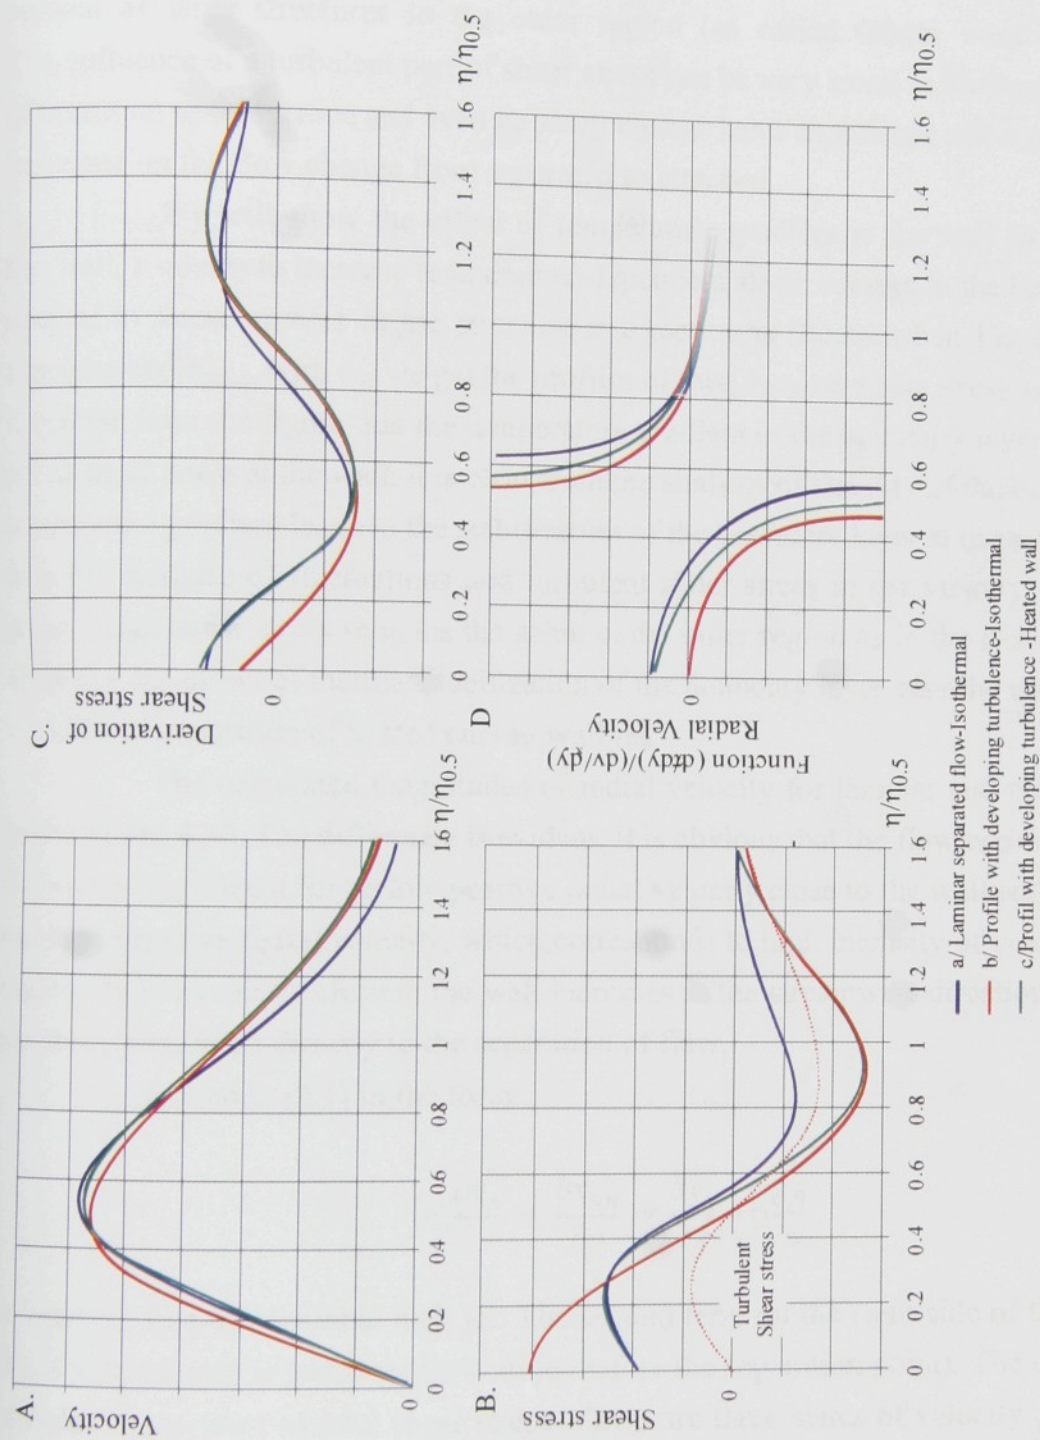 A.
Velocity
0
0 0.2 0.4 0.6 0.8 1 1.2 1.4 1.6 η/η0.5
B.
Shear stress
0
Turbulent
Shear stress
0 0.2 0.4 0.6 0.8 1 1.2 1.4 1.6 η/η0.5
C.
Derivation of
Shear stress
0
0 0.2 0.4 0.6 0.8 1 1.2 1.4 1.6 η/η0.5
D
Function (dτdy)/(dv/dy)
Radial Velocity
0
0 0.2 0.4 0.6 0.8 1 1.2 1.4 1.6 η/η0.5
a/ Laminar separated flow-Isothermal
b/ Profile with developing turbulence-Isothermal
c/Profil with developing turbulence -Heated wall